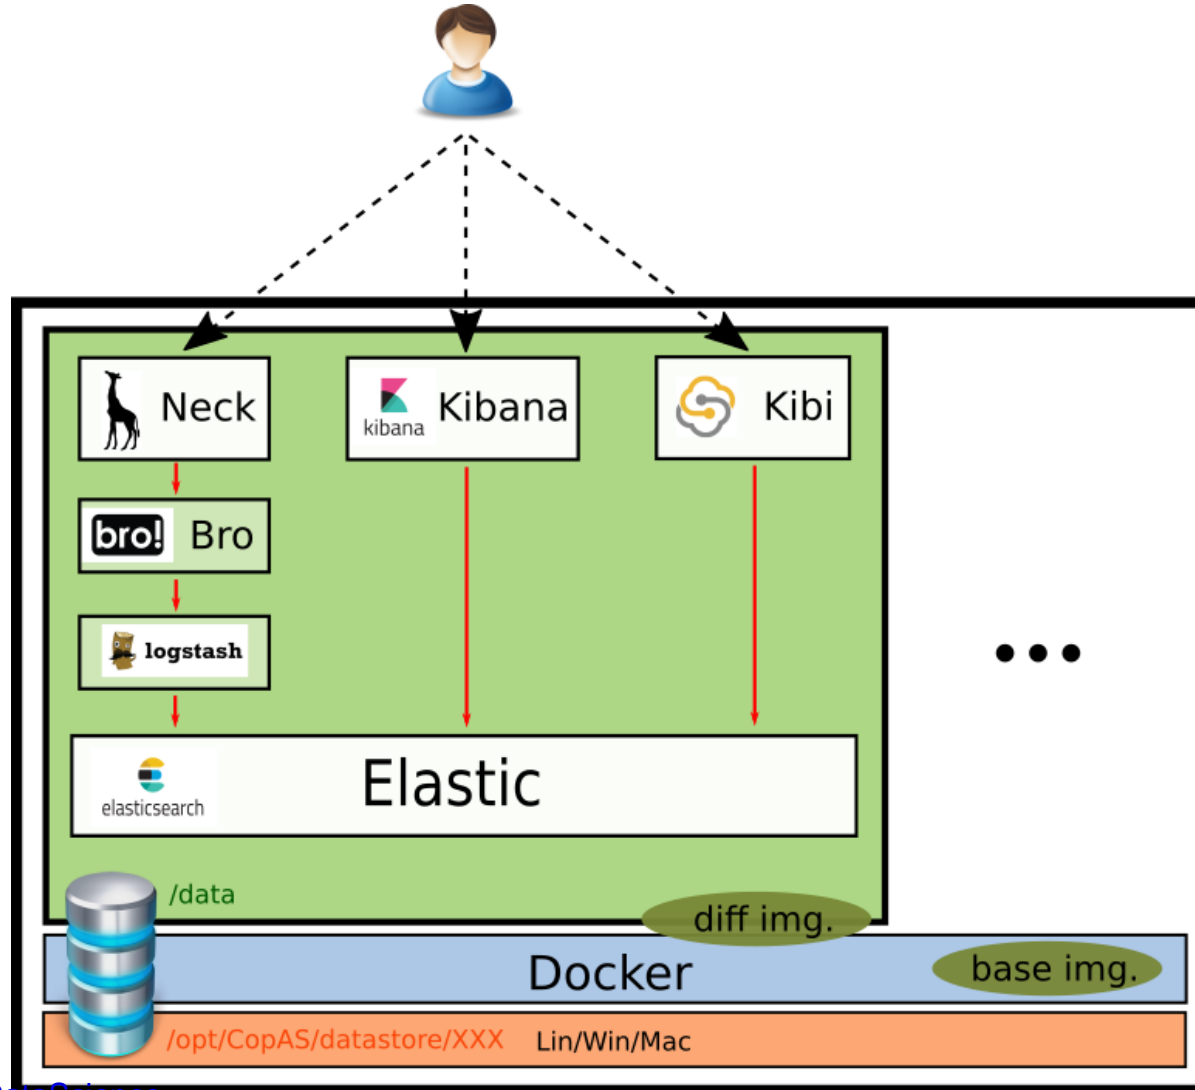 Neck
kibana
Kibana
Kibi
bro!
Bro
logstash
elasticsearch
Elastic
/data
diff img.
Docker
base img.
/opt/CopAS/datastore/XXX
Lin/Win/Mac